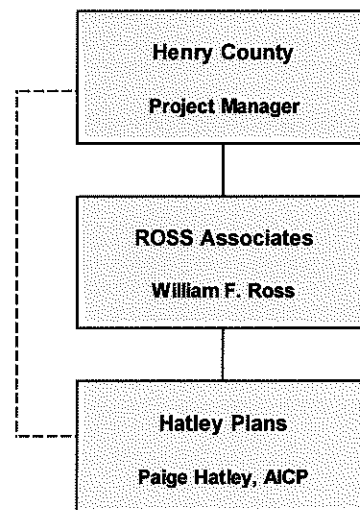 Henry County
Project Manager
ROSS Associates
William F. Ross
Hatley Plans
Paige Hatley, AICP